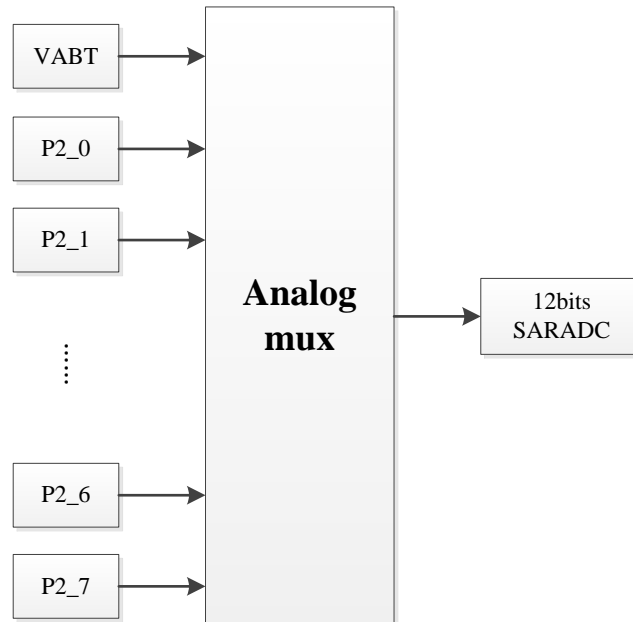 VABT
P2_0
P2_1
Analog
mux
12bits
SARADC
......
P2_6
P2_7